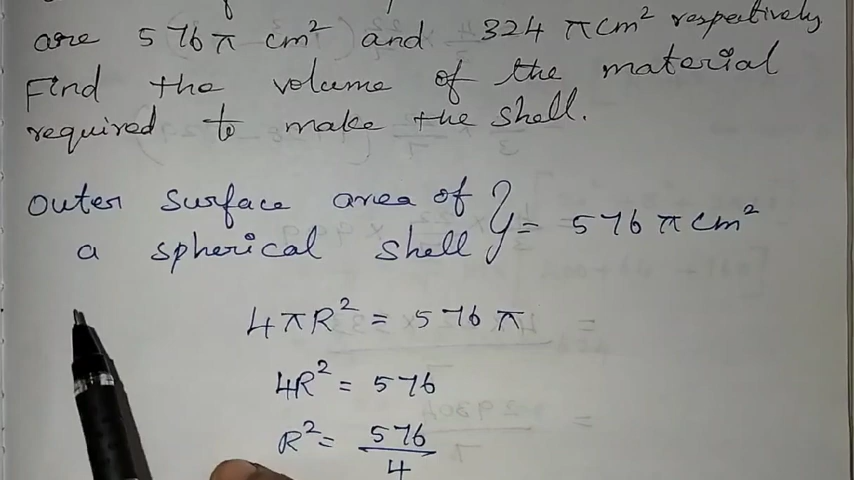 are 576π cm² and 324 πcm² respectively
Find the volume of the material
required to make the shell.
outer surface area of } = 576 π cm²
a spherical shell
4πR² = 576 π
4R² = 576
R² = 576/4